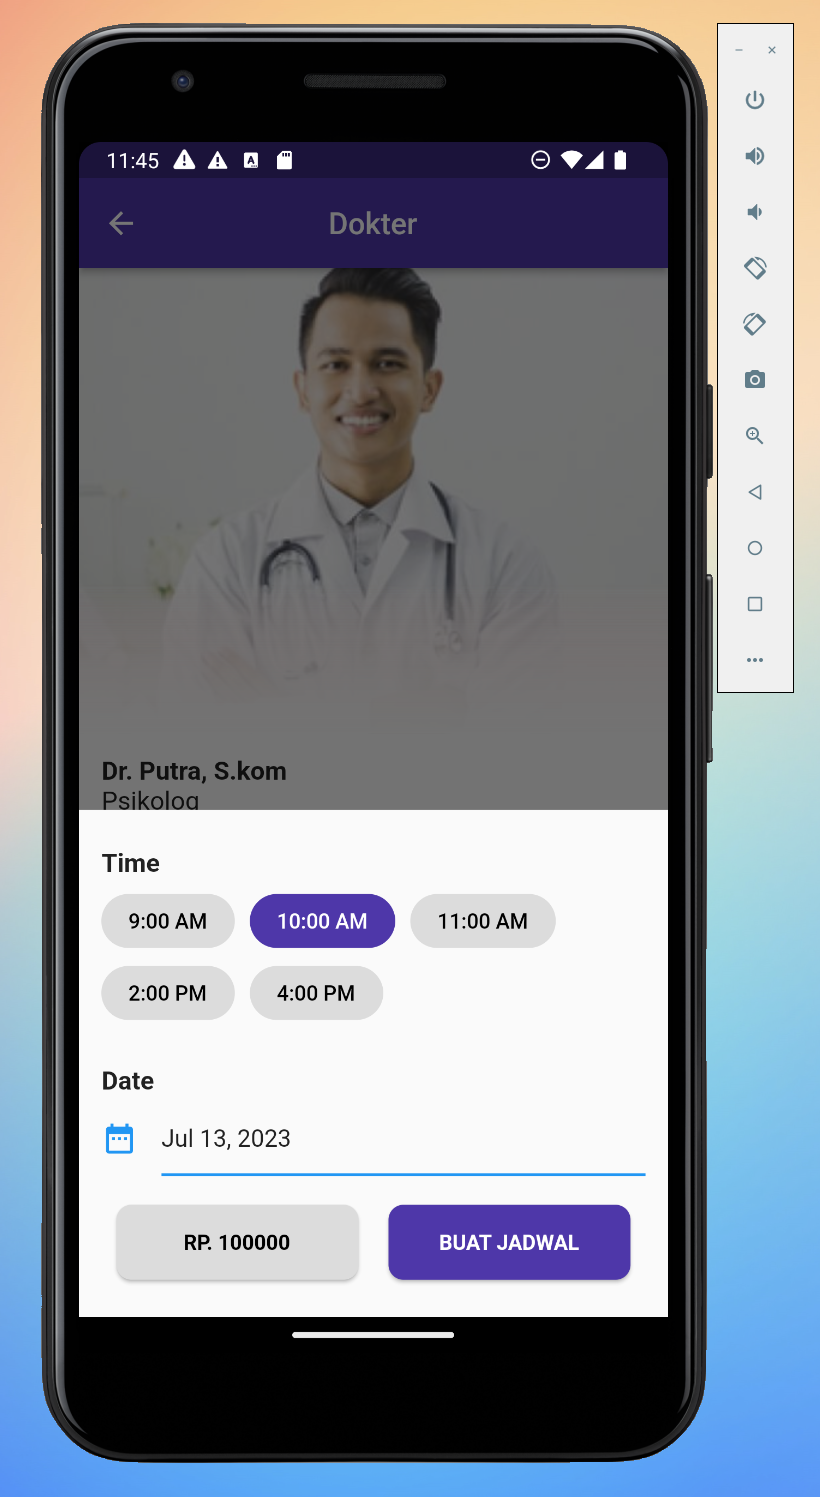 11:45
Dokter
Dr. Putra, S.kom
Psikolog
Time
9:00 AM 10:00 AM 11:00 AM
2:00 PM 4:00 PM
Date
Jul 13, 2023
RP. 100000 BUAT JADWAL